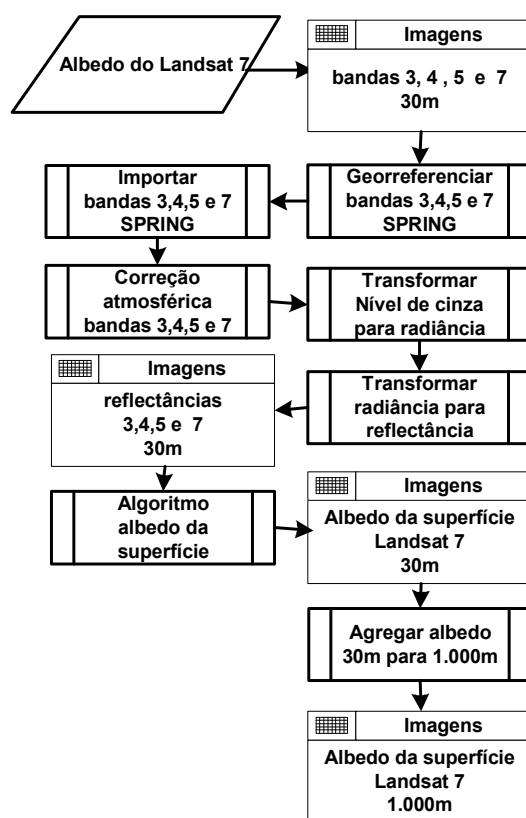 Albedo do Landsat 7
Imagens
bandas 3, 4 , 5 e 7
30m
Georreferenciar
bandas 3,4,5 e 7
SPRING
Importar
bandas 3,4,5 e 7
SPRING
Correção
atmosférica
bandas 3,4,5 e 7
Transformar
Nível de cinza
para radiância
Transformar
radiância para
reflectância
Imagens
reflectâncias
3,4,5 e 7
30m
Algoritmo
albedo da
superfície
Imagens
Albedo da superfície
Landsat 7
30m
Agregar albedo
30m para 1.000m
Imagens
Albedo da superfície
Landsat 7
1.000m